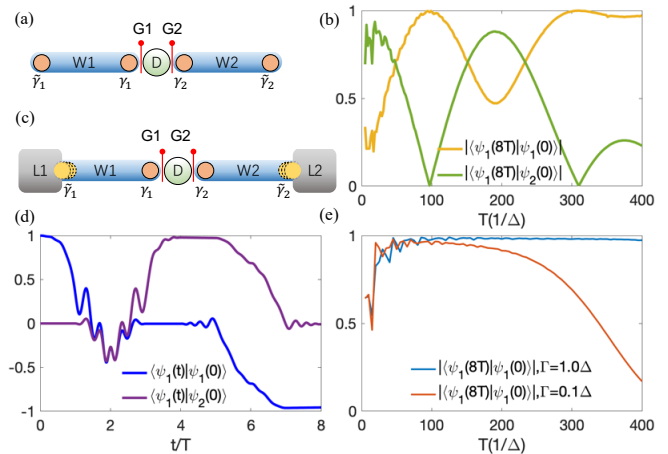 (a)
G1 G2
W1 D W2
γ̃₁ γ₁ γ₂ γ̃₂
(c)
G1 G2
L1 W1 D W2 L2
γ̃₁ γ₁ γ₂ γ̃₂
(b)
1
0.5
0
|⟨ψ₁(8T)|ψ₁(0)⟩|
|⟨ψ₁(8T)|ψ₂(0)⟩|
0 100 200 300 400
T(1/Δ)
(d)
1
0.5
0
-0.5
-1
⟨ψ₁(t)|ψ₁(0)⟩
⟨ψ₁(t)|ψ₂(0)⟩
0 2 4 6 8
t/T
(e)
1
0.5
0
|⟨ψ₁(8T)|ψ₁(0)⟩|,Γ=1.0Δ
|⟨ψ₁(8T)|ψ₁(0)⟩|,Γ=0.1Δ
0 100 200 300 400
T(1/Δ)